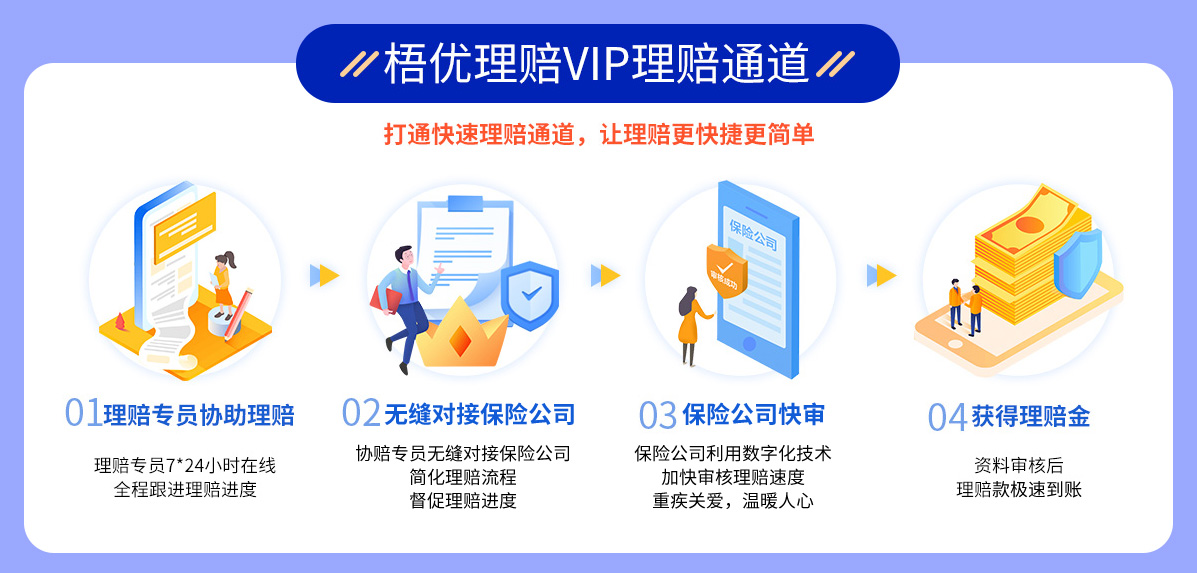 梧优理赔VIP理赔通道
打通快速理赔通道，让理赔更快捷更简单
保险公司
审核成功
01理赔专员协助理赔
理赔专员7*24小时在线
全程跟进理赔进度
02无缝对接保险公司
协赔专员无缝对接保险公司
简化理赔流程
督促理赔进度
03保险公司快审
保险公司利用数字化技术
加快审核理赔速度
重疾关爱，温暖人心
04获得理赔金
资料审核后
理赔款极速到账